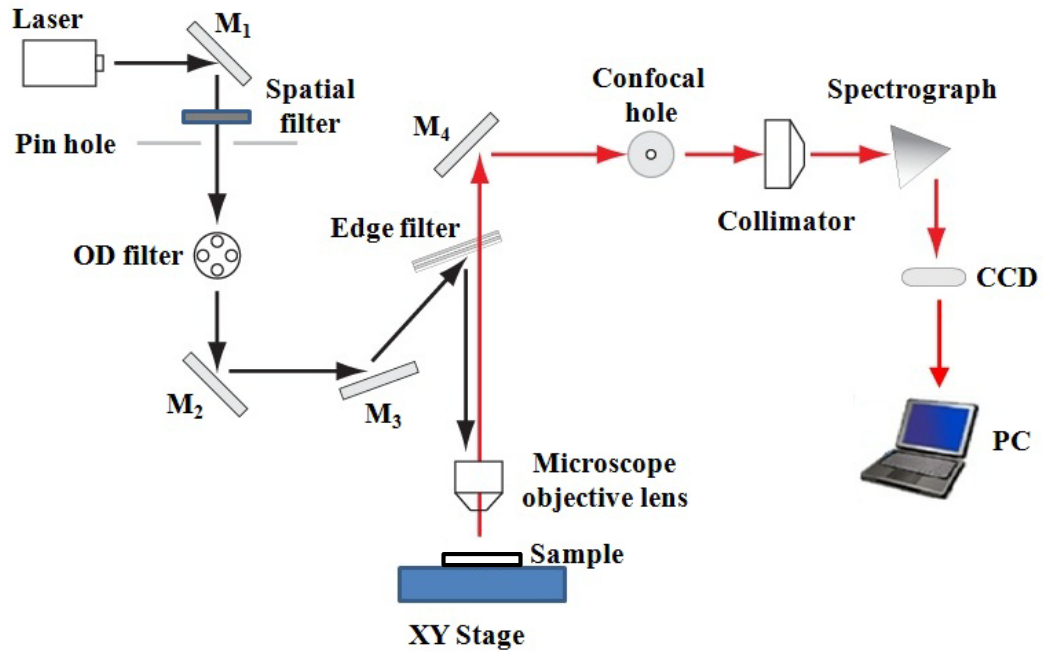 Laser
M1
Spatial
filter
Pin hole
OD filter
M2
M3
Edge filter
M4
Confocal
hole
Collimator
Spectrograph
CCD
PC
Microscope
objective lens
Sample
XY Stage